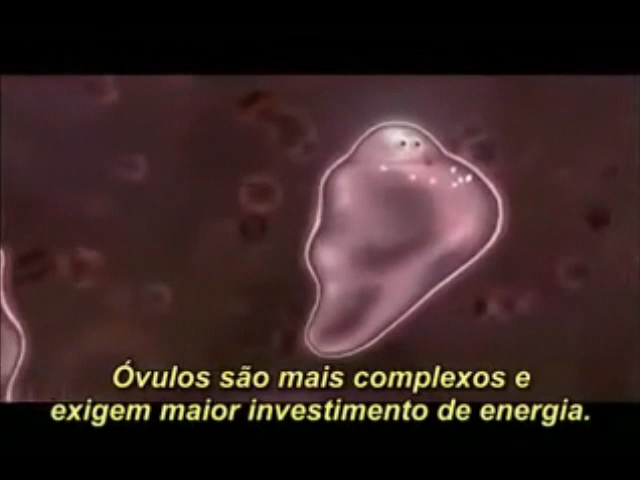 Óvulos são mais complexos e
exigem maior investimento de energia.